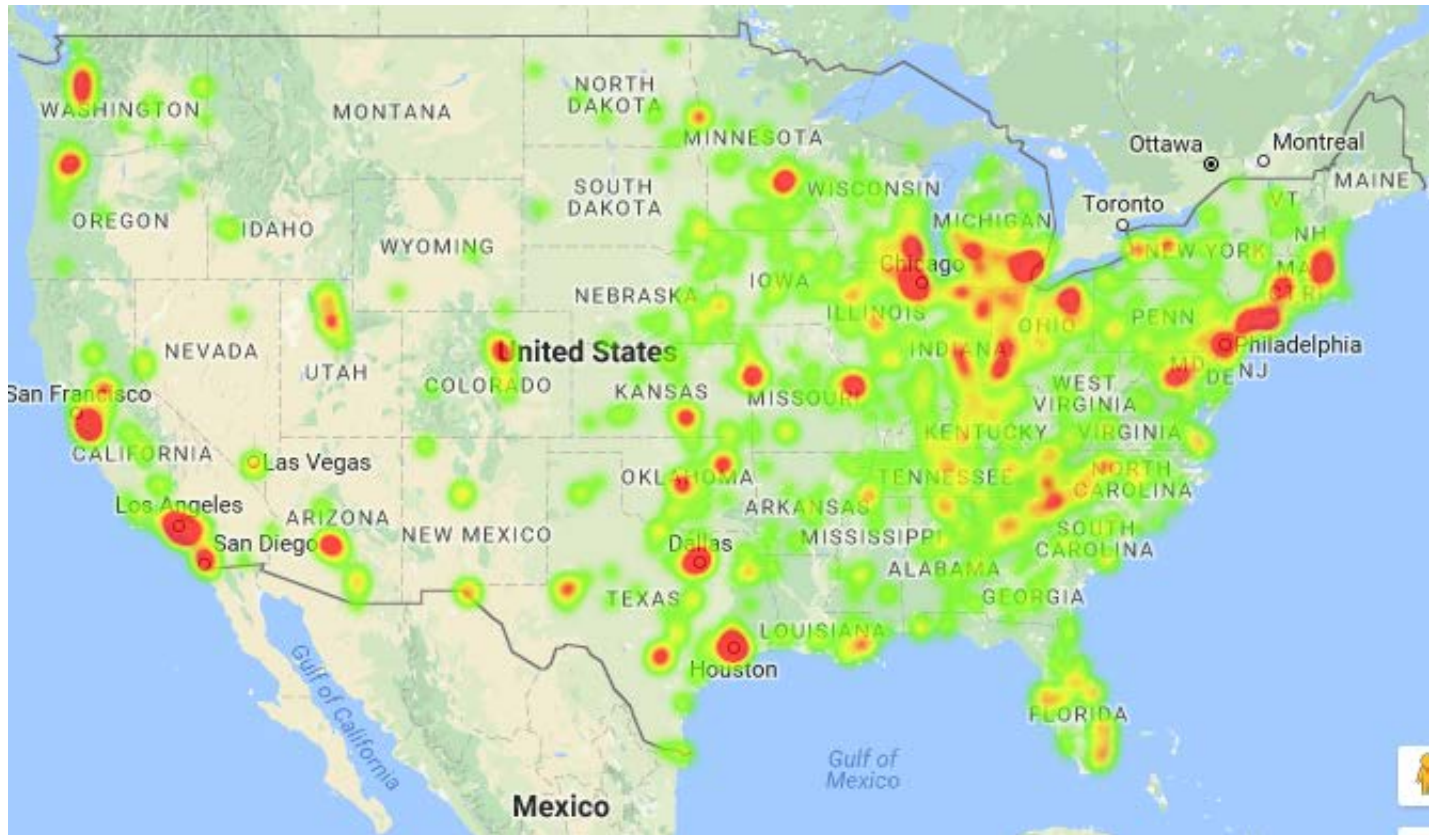 NORTH
DAKOTA
WASHINGTON
MONTANA
MINNESOTA
Ottawa
Montreal
SOUTH
DAKOTA
WISCONSIN
MAINE
VT
Toronto
OREGON
IDAHO
WYOMING
MICHIGAN
NH
NEW YORK
Chicago
MA
CT RI
IOWA
NEBRASKA
ILLINOIS
PENN
OHIO
NEVADA
United States
INDIANA
Philadelphia
UTAH
COLORADO
MD
DE NJ
San Francisco
KANSAS
MISSOURI
WEST
VIRGINIA
KENTUCKY
VIRGINIA
CALIFORNIA
Las Vegas
OKLAHOMA
TENNESSEE
NORTH
CAROLINA
Los Angeles
ARIZONA
NEW MEXICO
ARKANSAS
San Diego
Dallas
MISSISSIPPI
SOUTH
CAROLINA
ALABAMA
TEXAS
GEORGIA
LOUISIANA
Houston
Gulf of California
FLORIDA
Gulf of
Mexico
Mexico